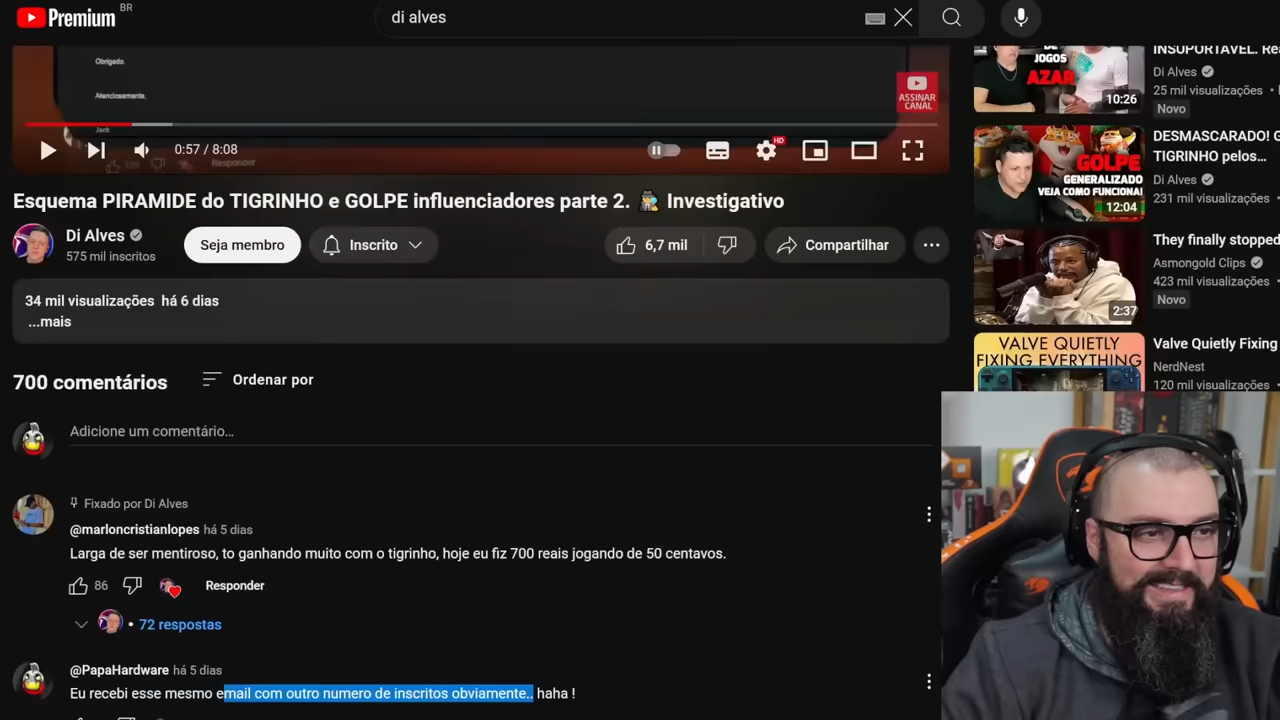 Premium BR
di alves
Obrigado.
Atenciosamente,
Jack
Responder
ASSINAR
CANAL
0:57 / 8:08
HD
Esquema PIRAMIDE do TIGRINHO e GOLPE influenciadores parte 2. 🕵️ Investigativo
Di Alves
575 mil inscritos
Seja membro
Inscrito
6,7 mil
Compartilhar
34 mil visualizações há 6 dias
...mais
700 comentários
Ordenar por
Adicione um comentário...
Fixado por Di Alves
@marloncristianlopes há 5 dias
Larga de ser mentiroso, to ganhando muito com o tigrinho, hoje eu fiz 700 reais jogando de 50 centavos.
86
Responder
72 respostas
@PapaHardware há 5 dias
Eu recebi esse mesmo email com outro numero de inscritos obviamente.. haha !
DE
JOGOS
AZAR
10:26
INSUPORTAVEL.
Di Alves
25 mil visualizações •
Novo
GOLPE
GENERALIZADO
VEJA COMO FUNCIONA!
12:04
DESMASCARADO!
TIGRINHO pelos...
Di Alves
231 mil visualizações •
2:37
They finally stopped
Asmongold Clips
423 mil visualizações •
Novo
VALVE QUIETLY
FIXING EVERYTHING
Valve Quietly Fixing
NerdNest
120 mil visualizações •